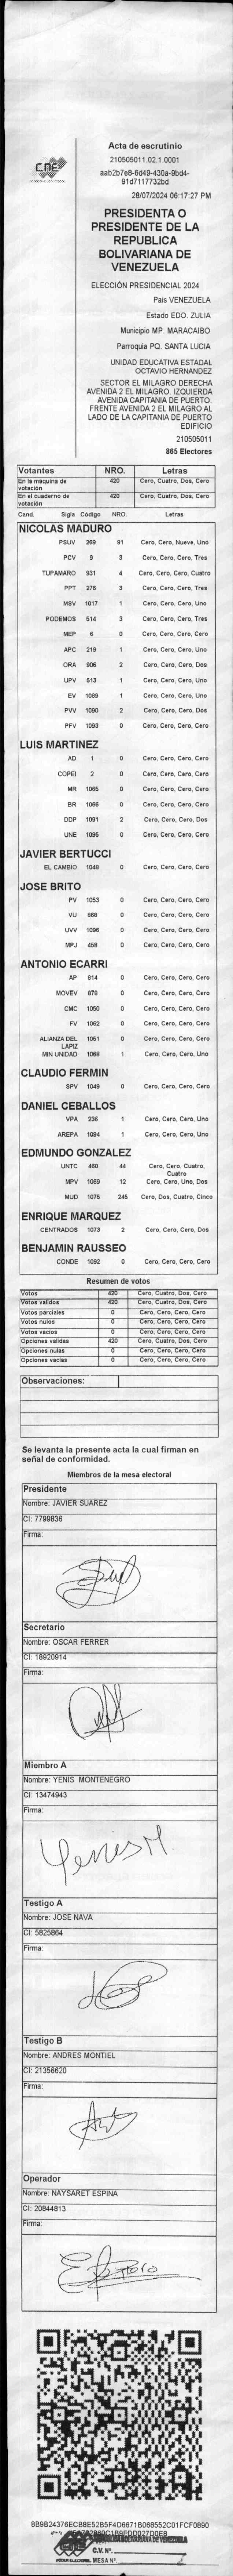 Acta de escrutinio
CNE
210505011.02.1.0001
aab2b7e8-6d49-430a-9bd4-
91d7117732bd
28/07/2024 06:17:27 PM
PRESIDENTA O
PRESIDENTE DE LA
REPUBLICA
BOLIVARIANA DE
VENEZUELA
ELECCIÓN PRESIDENCIAL 2024
Pais VENEZUELA
Estado EDO. ZULIA
Municipio MP. MARACAIBO
Parroquia PQ. SANTA LUCIA
UNIDAD EDUCATIVA ESTADAL
OCTAVIO HERNANDEZ
SECTOR EL MILAGRO DERECHA
AVENIDA 2 EL MILAGRO. IZQUIERDA
AVENIDA CAPITANIA DE PUERTO.
FRENTE AVENIDA 2 EL MILAGRO AL
LADO DE LA CAPITANIA DE PUERTO
EDIFICIO
210505011
865 Electores
Votantes NRO. Letras
En la máquina de votación 420 Cero, Cuatro, Dos, Cero
En el cuaderno de votación 420 Cero, Cuatro, Dos, Cero
Cand. Sigla Código NRO. Letras
NICOLAS MADURO
PSUV 269 91 Cero, Cero, Nueve, Uno
PCV 9 3 Cero, Cero, Cero, Tres
TUPAMARO 931 4 Cero, Cero, Cero, Cuatro
PPT 276 3 Cero, Cero, Cero, Tres
MSV 1017 1 Cero, Cero, Cero, Uno
PODEMOS 514 3 Cero, Cero, Cero, Tres
MEP 6 0 Cero, Cero, Cero, Cero
APC 219 1 Cero, Cero, Cero, Uno
ORA 906 2 Cero, Cero, Cero, Dos
UPV 613 1 Cero, Cero, Cero, Uno
EV 1089 1 Cero, Cero, Cero, Uno
PVV 1090 2 Cero, Cero, Cero, Dos
PFV 1093 0 Cero, Cero, Cero, Cero
LUIS MARTINEZ
AD 1 0 Cero, Cero, Cero, Cero
COPEI 2 0 Cero, Cero, Cero, Cero
MR 1065 0 Cero, Cero, Cero, Cero
BR 1066 0 Cero, Cero, Cero, Cero
DDP 1091 2 Cero, Cero, Cero, Dos
UNE 1095 0 Cero, Cero, Cero, Cero
JAVIER BERTUCCI
EL CAMBIO 1048 0 Cero, Cero, Cero, Cero
JOSE BRITO
PV 1053 0 Cero, Cero, Cero, Cero
VU 868 0 Cero, Cero, Cero, Cero
UVV 1096 0 Cero, Cero, Cero, Cero
MPJ 458 0 Cero, Cero, Cero, Cero
ANTONIO ECARRI
AP 814 0 Cero, Cero, Cero, Cero
MOVEV 878 0 Cero, Cero, Cero, Cero
CMC 1050 0 Cero, Cero, Cero, Cero
FV 1062 0 Cero, Cero, Cero, Cero
ALIANZA DEL LAPIZ 1051 0 Cero, Cero, Cero, Cero
MIN UNIDAD 1068 1 Cero, Cero, Cero, Uno
CLAUDIO FERMIN
SPV 1049 0 Cero, Cero, Cero, Cero
DANIEL CEBALLOS
VPA 236 1 Cero, Cero, Cero, Uno
AREPA 1094 1 Cero, Cero, Cero, Uno
EDMUNDO GONZALEZ
UNTC 460 44 Cero, Cero, Cuatro, Cuatro
MPV 1069 12 Cero, Cero, Uno, Dos
MUD 1075 245 Cero, Dos, Cuatro, Cinco
ENRIQUE MARQUEZ
CENTRADOS 1073 2 Cero, Cero, Cero, Dos
BENJAMIN RAUSSEO
CONDE 1092 0 Cero, Cero, Cero, Cero
Resumen de votos
Votos 420 Cero, Cuatro, Dos, Cero
Votos validos 420 Cero, Cuatro, Dos, Cero
Votos parciales 0 Cero, Cero, Cero, Cero
Votos nulos 0 Cero, Cero, Cero, Cero
Votos vacios 0 Cero, Cero, Cero, Cero
Opciones validas 420 Cero, Cuatro, Dos, Cero
Opciones nulas 0 Cero, Cero, Cero, Cero
Opciones vacias 0 Cero, Cero, Cero, Cero
Observaciones:
Se levanta la presente acta la cual firman en
señal de conformidad.
Miembros de la mesa electoral
Presidente
Nombre: JAVIER SUAREZ
CI: 7799836
Firma:
Secretario
Nombre: OSCAR FERRER
CI: 18920914
Firma:
Miembro A
Nombre: YENIS MONTENEGRO
CI: 13474943
Firma:
Yenis M.
Testigo A
Nombre: JOSE NAVA
CI: 5825864
Firma:
Testigo B
Nombre: ANDRES MONTIEL
CI: 21356620
Firma:
Operador
Nombre: NAYSARET ESPINA
CI: 20844813
Firma:
8B9B24376ECB8E52B5F4D6671B068552C01FCF0890
REPÚBLICA BOLIVARIANA DE VENEZUELA
C.V. Nº.
PODER ELECTORAL MESA Nº.